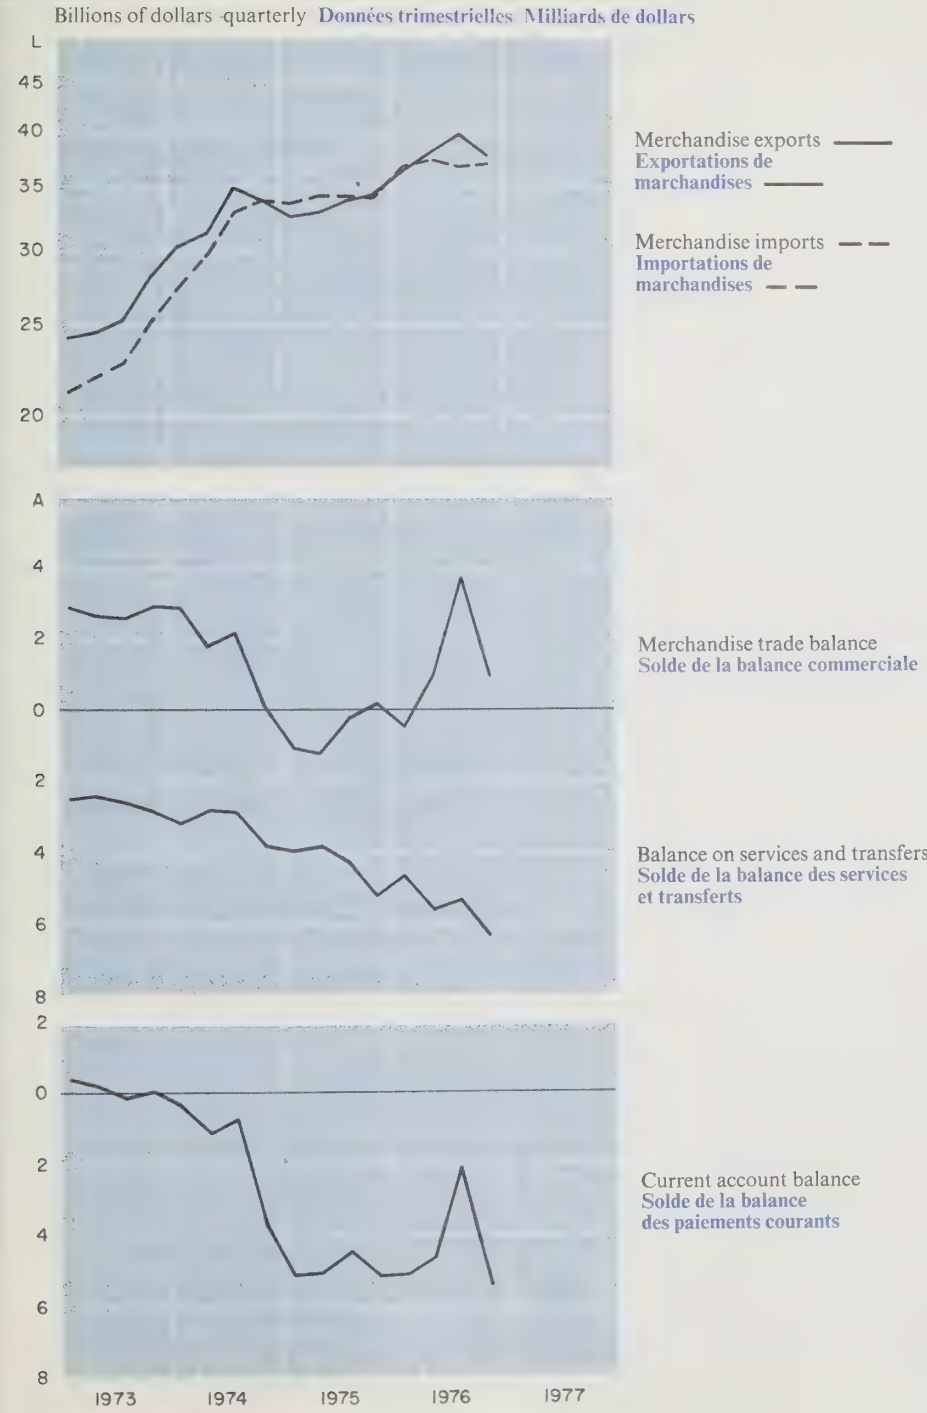 Billions of dollars -quarterly Données trimestrielles Milliards de dollars
L
45
40
35
30
25
20
Merchandise exports
Exportations de
marchandises
Merchandise imports
Importations de
marchandises
A
4
2
0
2
4
6
8
Merchandise trade balance
Solde de la balance commerciale
Balance on services and transfers
Solde de la balance des services
et transferts
2
0
2
4
6
8
Current account balance
Solde de la balance
des paiements courants
1973 1974 1975 1976 1977